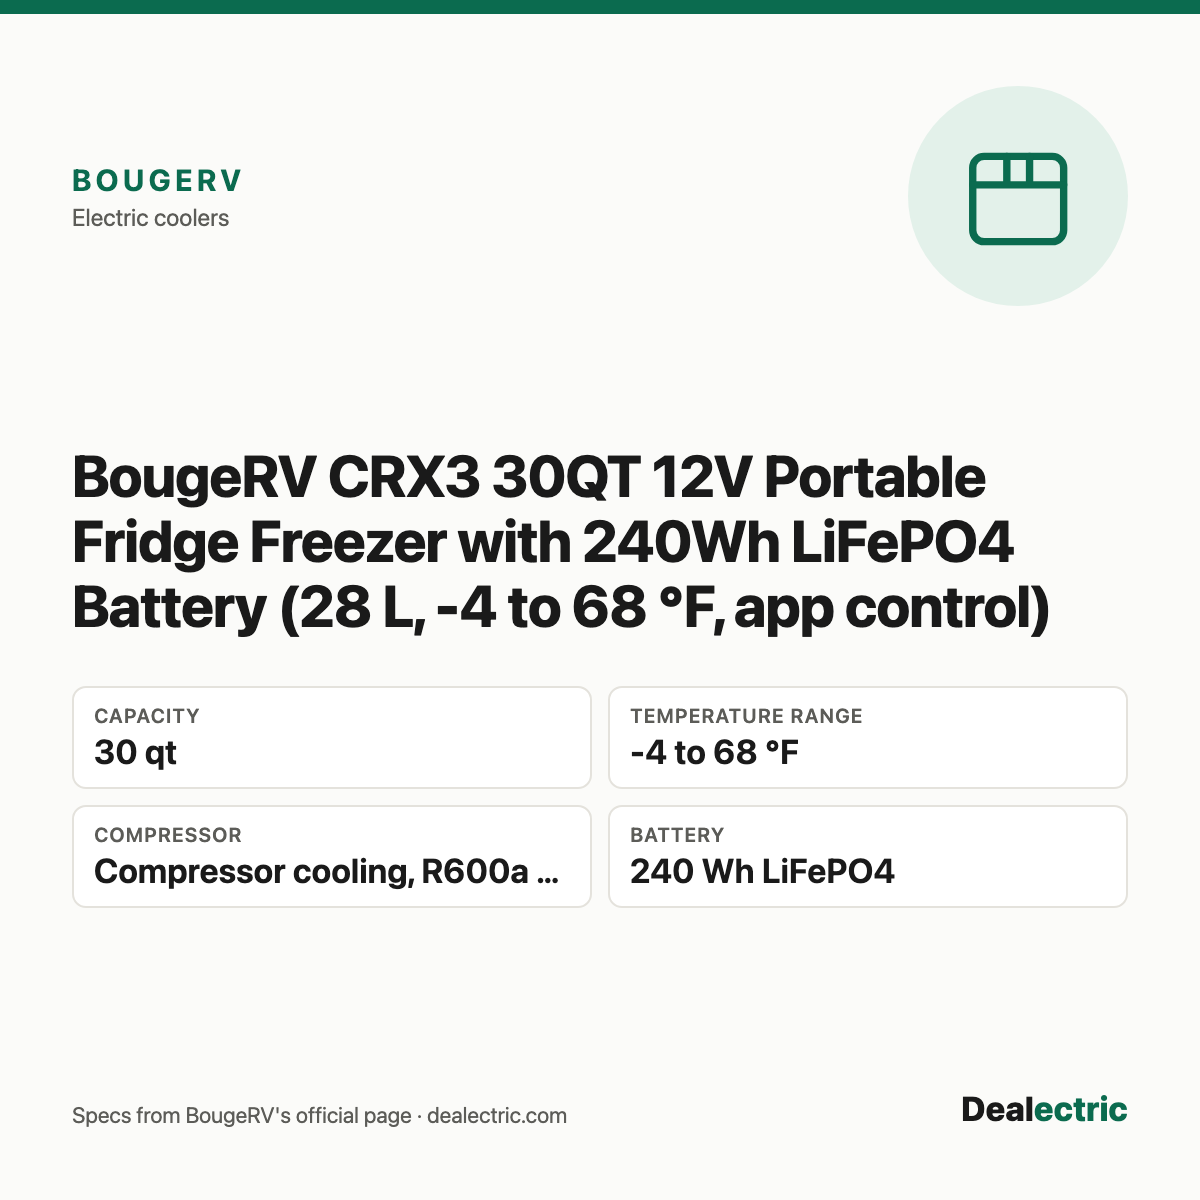 BOUGERV
Electric coolers
BougeRV CRX3 30QT 12V Portable
Fridge Freezer with 240Wh LiFePO4
Battery (28 L, -4 to 68 °F, app control)
CAPACITY
30 qt
TEMPERATURE RANGE
-4 to 68 °F
COMPRESSOR
Compressor cooling, R600a ...
BATTERY
240 Wh LiFePO4
Specs from BougeRV's official page · dealectric.com
Dealectric